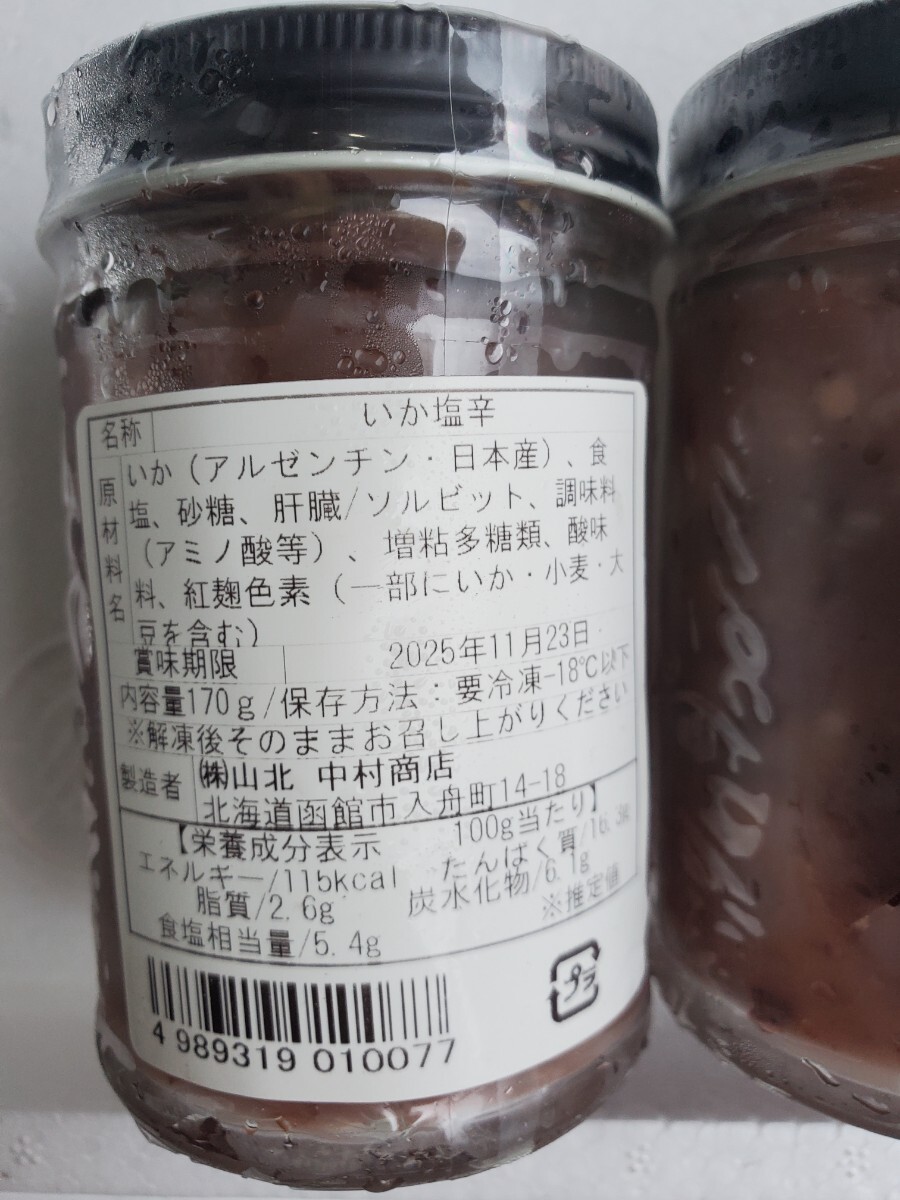 名称 いか塩辛
原材料名 いか（アルゼンチン・日本産）、食
塩、砂糖、肝臓/ソルビット、調味料
（アミノ酸等）、増粘多糖類、酸味
料、紅麹色素（一部にいか・小麦・大
豆を含む）
賞味期限 2025年11月23日
内容量170g/保存方法：要冷凍-18℃以下
※解凍後そのままお召し上がりください
製造者 ㈱山北 中村商店
北海道函館市入舟町14-18
【栄養成分表示 100g当たり】
エネルギー/115kcal たんぱく質/16.3g
脂質/2.6g 炭水化物/6.1g
食塩相当量/5.4g ※推定値
プラ
4 989319 010077